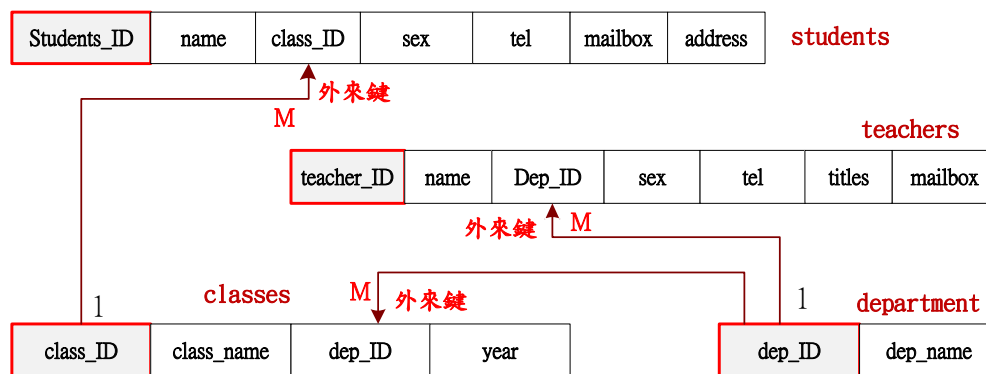 Students_ID name class_ID sex tel mailbox address students
外來鍵
M
teachers
teacher_ID name Dep_ID sex tel titles mailbox
外來鍵 M
classes M 外來鍵
1 1 department
class_ID class_name dep_ID year dep_ID dep_name